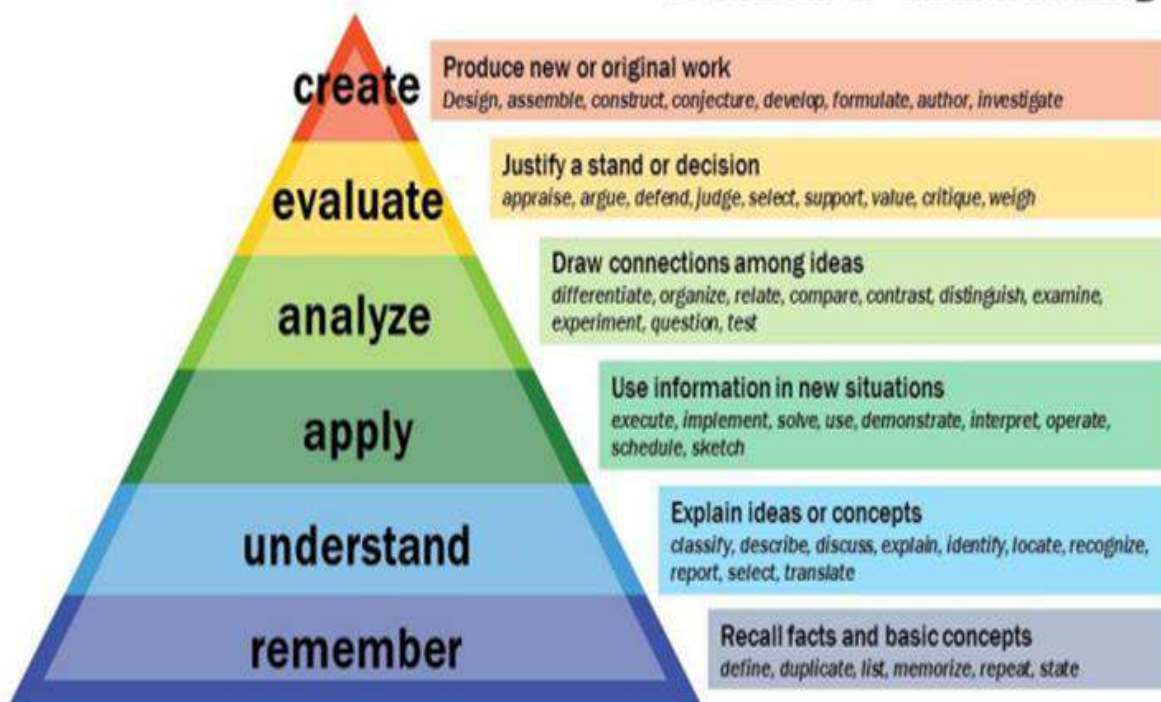 create
Produce new or original work
Design, assemble, construct, conjecture, develop, formulate, author, investigate
evaluate
Justify a stand or decision
appraise, argue, defend, judge, select, support, value, critique, weigh
analyze
Draw connections among ideas
differentiate, organize, relate, compare, contrast, distinguish, examine,
experiment, question, test
apply
Use information in new situations
execute, implement, solve, use, demonstrate, interpret, operate,
schedule, sketch
understand
Explain ideas or concepts
classify, describe, discuss, explain, identify, locate, recognize,
report, select, translate
remember
Recall facts and basic concepts
define, duplicate, list, memorize, repeat, state